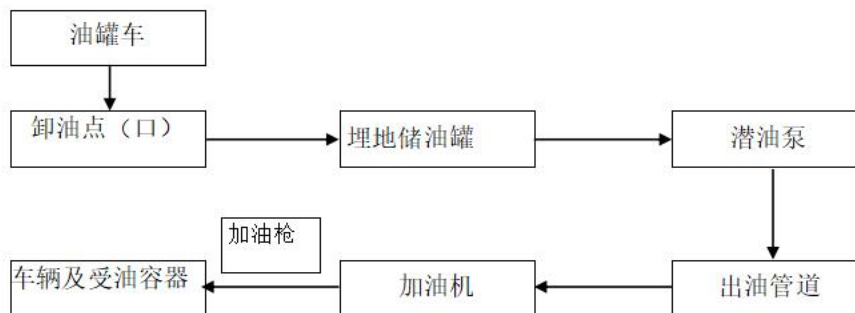 油罐车
卸油点（口）
埋地储油罐
潜油泵
加油枪
车辆及受油容器
加油机
出油管道